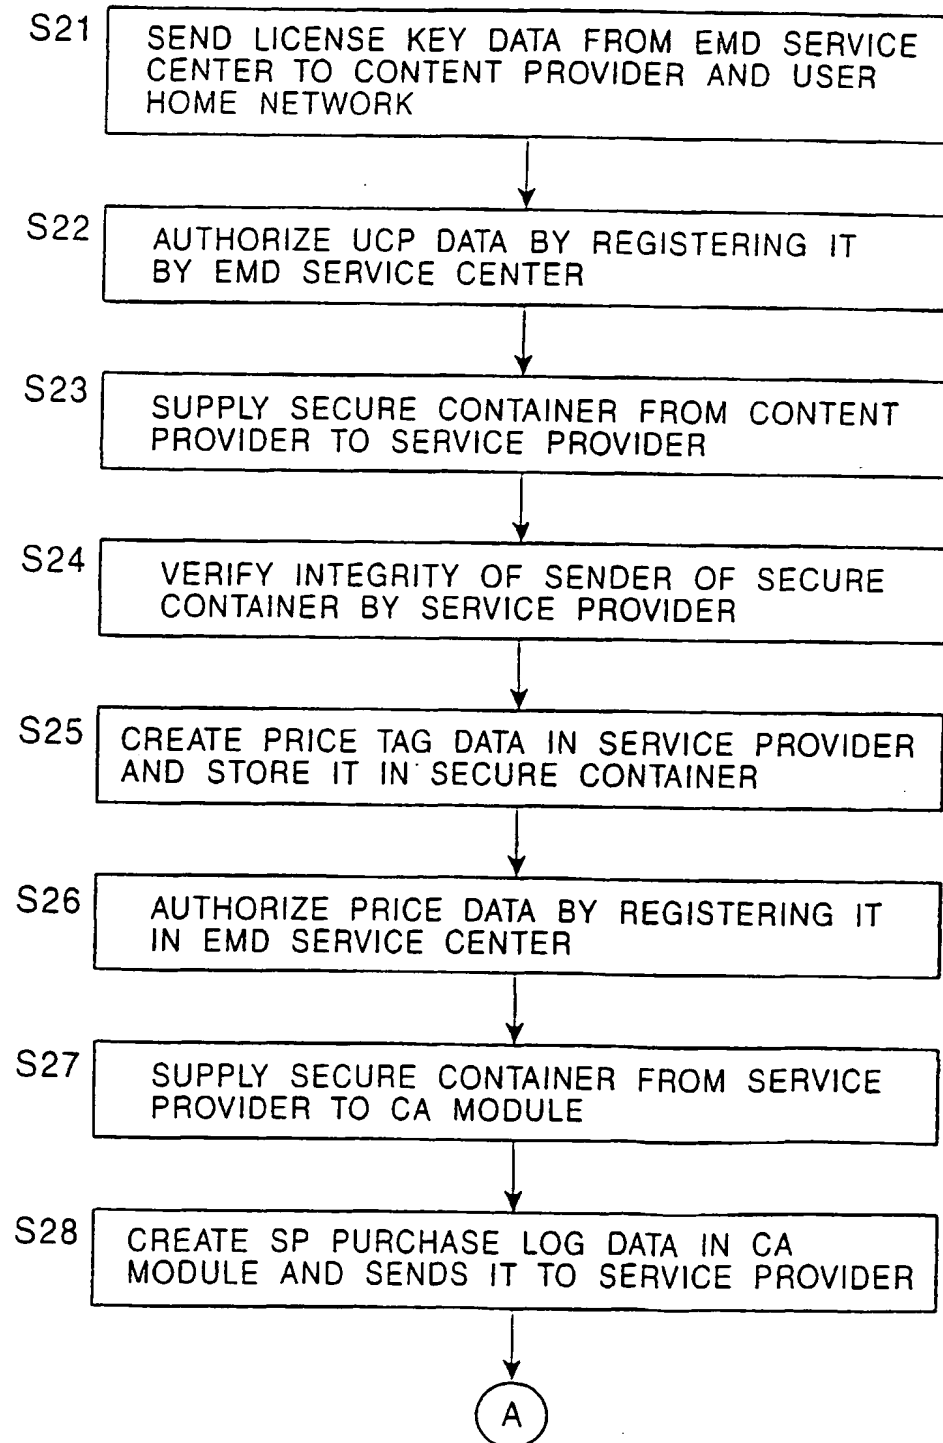 S21
SEND LICENSE KEY DATA FROM EMD SERVICE
CENTER TO CONTENT PROVIDER AND USER
HOME NETWORK
S22
AUTHORIZE UCP DATA BY REGISTERING IT
BY EMD SERVICE CENTER
S23
SUPPLY SECURE CONTAINER FROM CONTENT
PROVIDER TO SERVICE PROVIDER
S24
VERIFY INTEGRITY OF SENDER OF SECURE
CONTAINER BY SERVICE PROVIDER
S25
CREATE PRICE TAG DATA IN SERVICE PROVIDER
AND STORE IT IN SECURE CONTAINER
S26
AUTHORIZE PRICE DATA BY REGISTERING IT
IN EMD SERVICE CENTER
S27
SUPPLY SECURE CONTAINER FROM SERVICE
PROVIDER TO CA MODULE
S28
CREATE SP PURCHASE LOG DATA IN CA
MODULE AND SENDS IT TO SERVICE PROVIDER
A